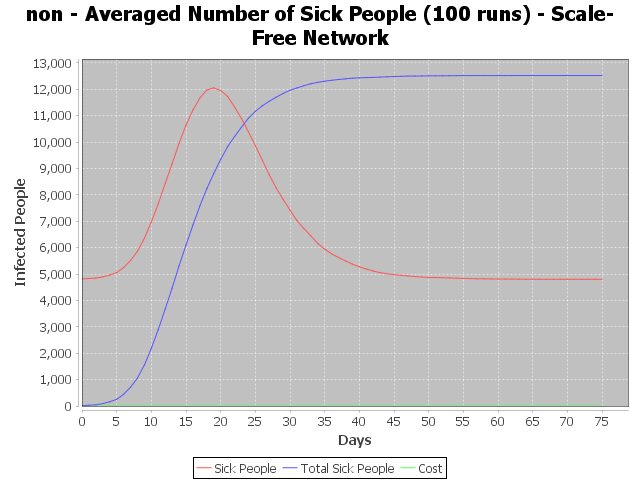 non - Averaged Number of Sick People (100 runs) - Scale-
Free Network
13,000
12,000
11,000
10,000
9,000
8,000
7,000
6,000
5,000
4,000
3,000
2,000
1,000
0
Infected People
0 5 10 15 20 25 30 35 40 45 50 55 60 65 70 75
Days
Sick People Total Sick People Cost